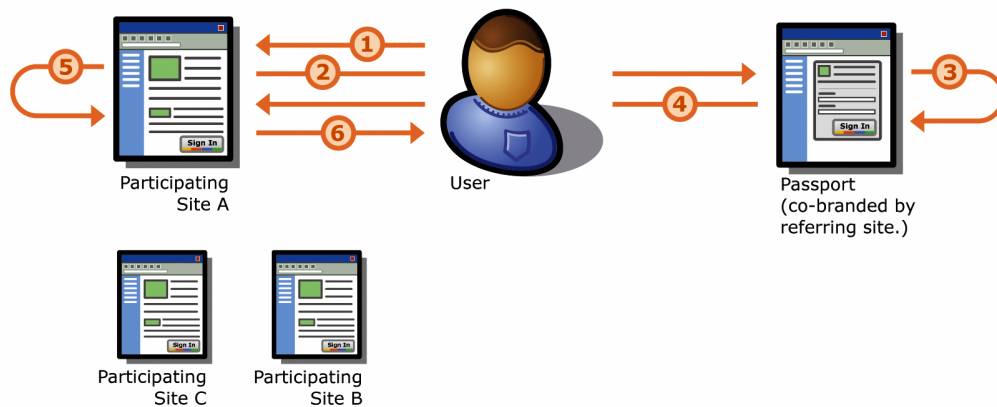 1
2
3
4
5
6
Sign In
Sign In
Participating
Site A
User
Passport
(co-branded by
referring site.)
Sign In
Sign In
Participating
Site C
Participating
Site B